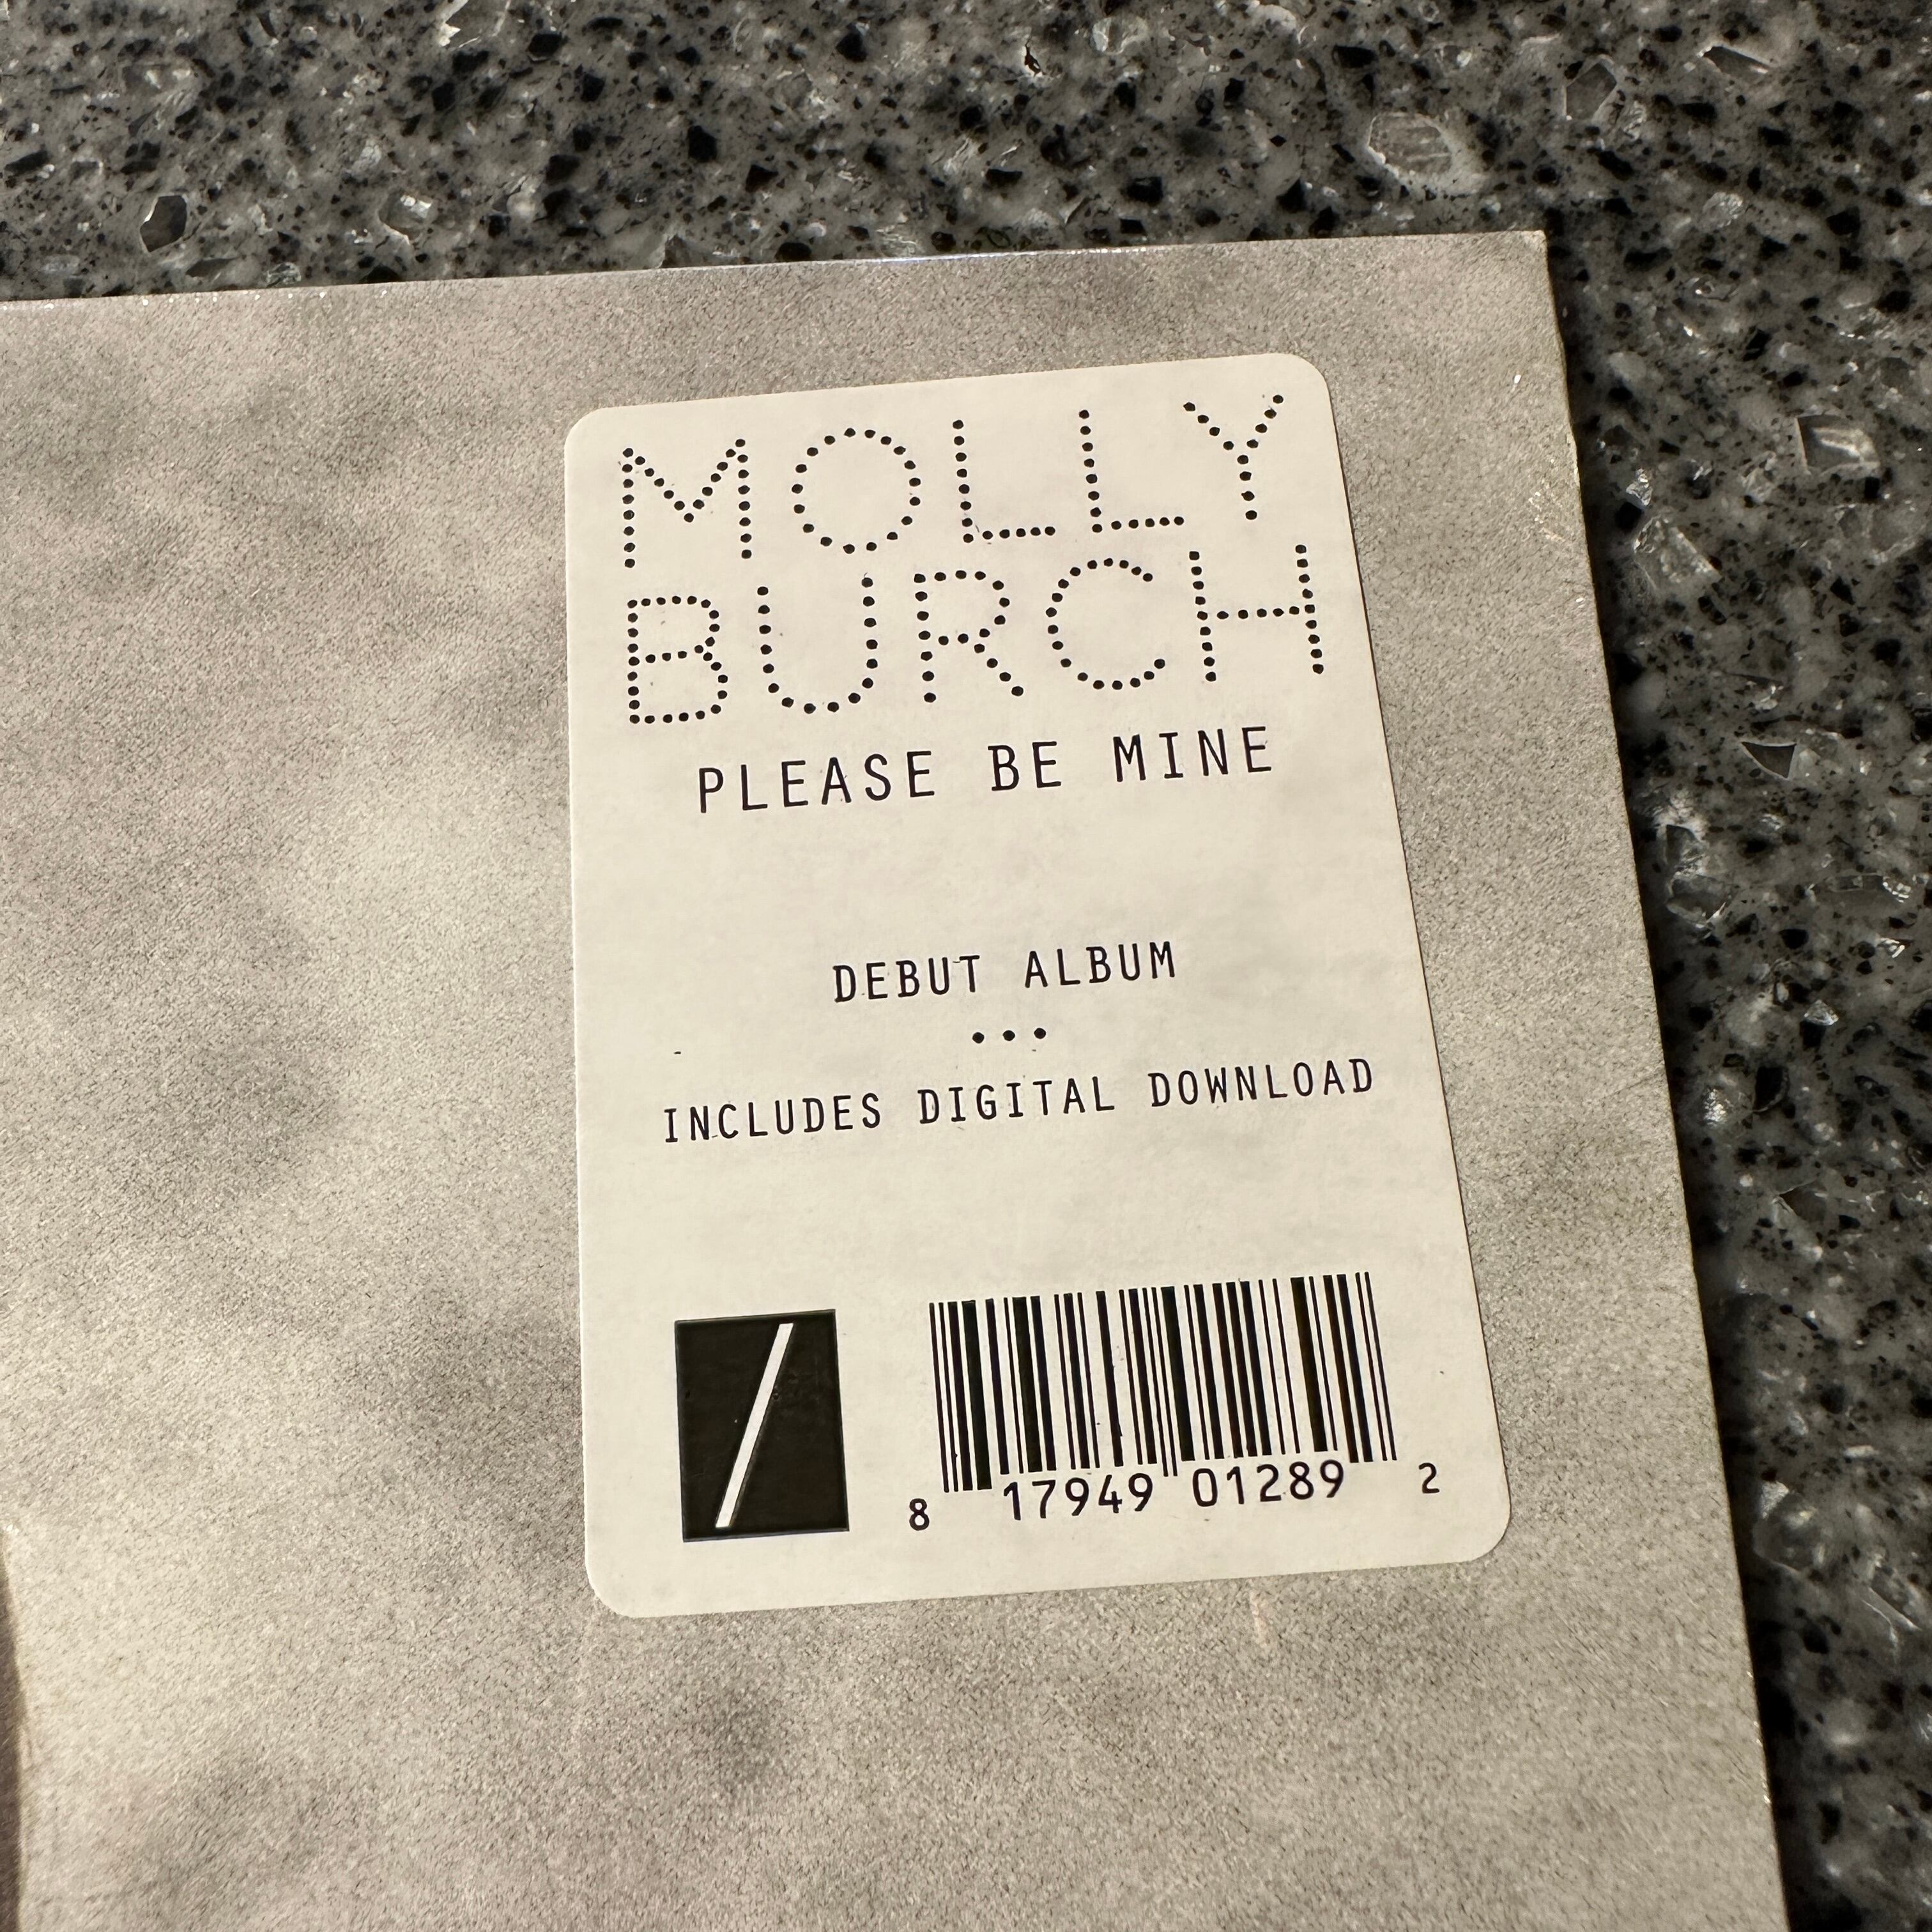 MOLLY
BURCH
PLEASE BE MINE
DEBUT ALBUM
•••
INCLUDES DIGITAL DOWNLOAD
/
8 17949 01289 2